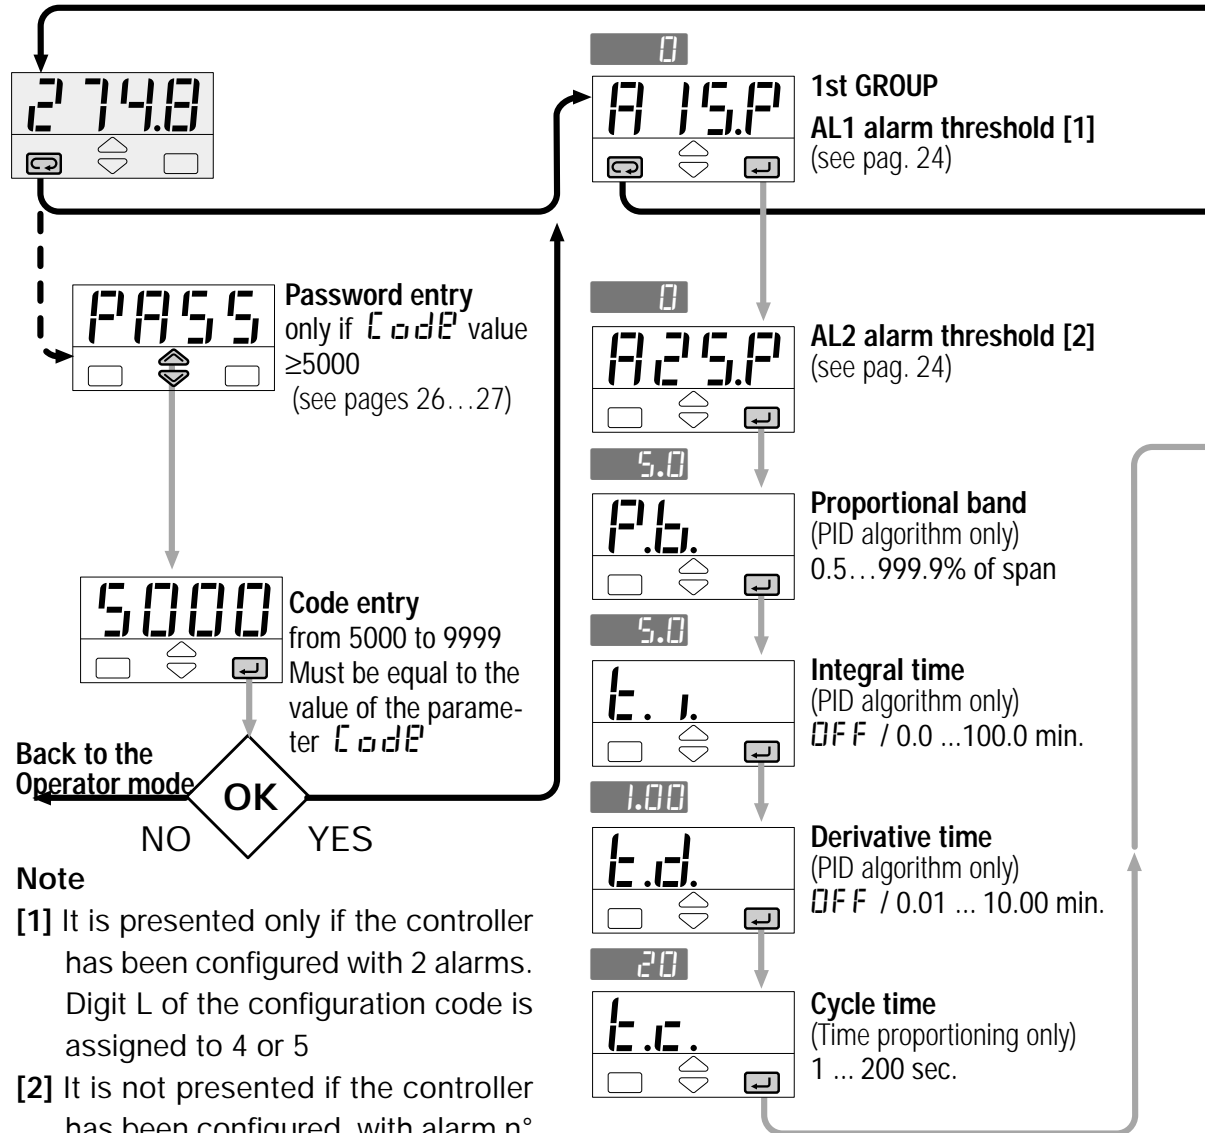 274.8
PASS
Password entry
only if CodE value
≥5000
(see pages 26…27)
5000
Code entry
from 5000 to 9999
Must be equal to the
value of the parame-
ter CodE
Back to the
Operator mode
OK
NO YES
Note
[1] It is presented only if the controller
has been configured with 2 alarms.
Digit L of the configuration code is
assigned to 4 or 5
[2] It is not presented if the controller
has been configured with alarm n°
0
A1S.P
1st GROUP
AL1 alarm threshold [1]
(see pag. 24)
0
A2S.P
AL2 alarm threshold [2]
(see pag. 24)
5.0
P.b.
Proportional band
(PID algorithm only)
0.5…999.9% of span
5.0
t.i.
Integral time
(PID algorithm only)
OFF / 0.0 ...100.0 min.
1.00
t.d.
Derivative time
(PID algorithm only)
OFF / 0.01 ... 10.00 min.
20
t.c.
Cycle time
(Time proportioning only)
1 ... 200 sec.